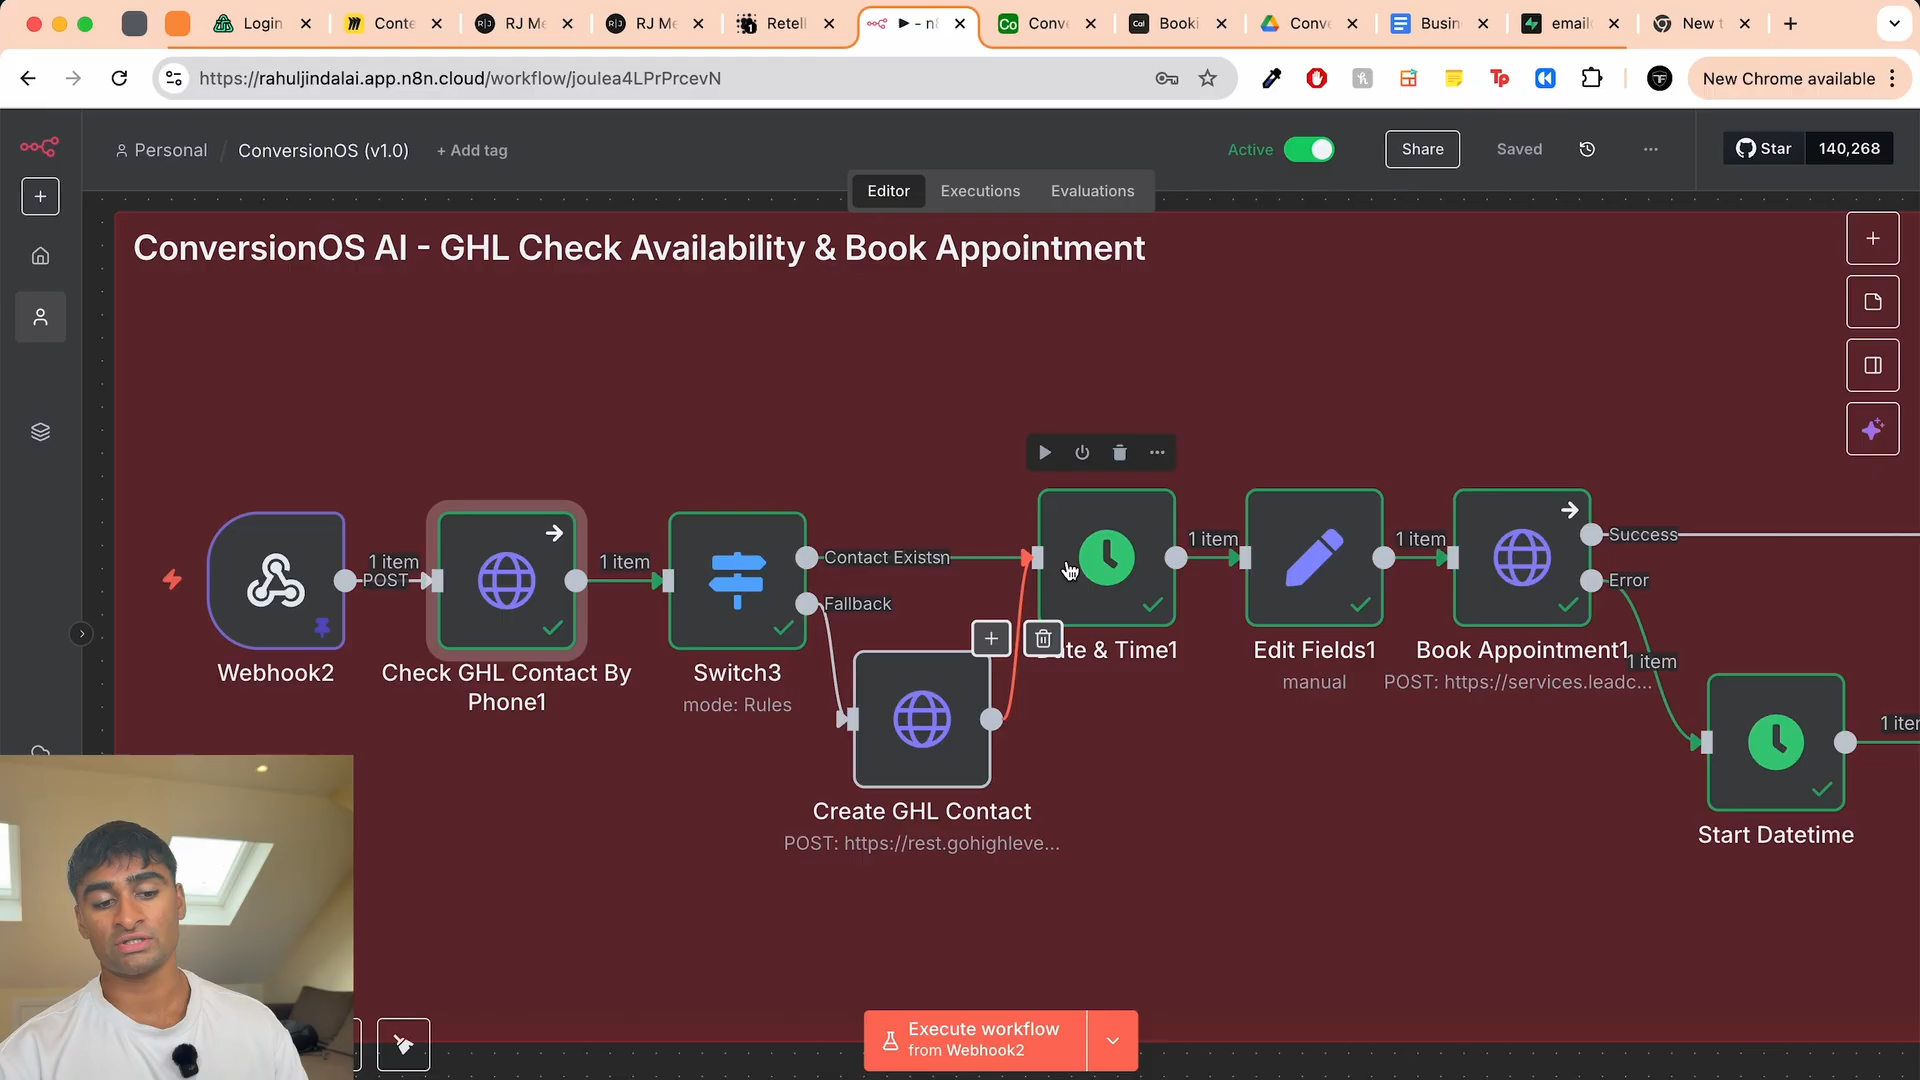 Login
Conte
RJ Me
RJ Me
Retell
n8
Conve
Booki
Conv
Busin
email
New t
https://rahuljindalai.app.n8n.cloud/workflow/joulea4LPrPrcevN
New Chrome available
Personal / ConversionOS (v1.0) + Add tag
Active
Share
Saved
Star 140,268
Editor Executions Evaluations
ConversionOS AI - GHL Check Availability & Book Appointment
1 item
POST
1 item
Contact Existsn
Fallback
1 item
1 item
Success
Error
1 item
Webhook2
Check GHL Contact By
Phone1
Switch3
mode: Rules
Date & Time1
Edit Fields1
manual
Book Appointment1
POST: https://services.leadc...
Create GHL Contact
POST: https://rest.gohighleve...
Start Datetime
1 iter
Execute workflow
from Webhook2